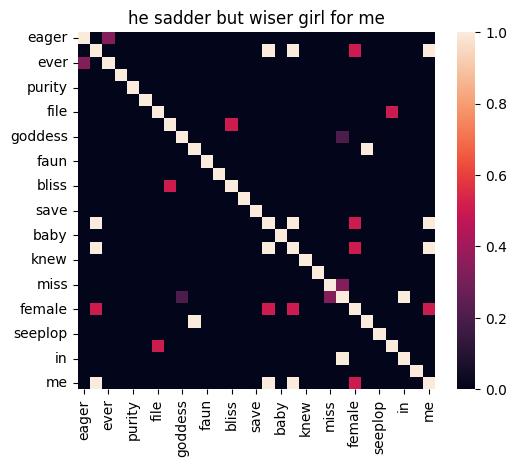 he sadder but wiser girl for me
eager
ever
purity
file
goddess
faun
bliss
save
baby
knew
miss
female
seeplop
in
me
1.0
0.8
0.6
0.4
0.2
0.0
eager
ever
purity
file
goddess
faun
bliss
save
baby
knew
miss
female
seeplop
in
me